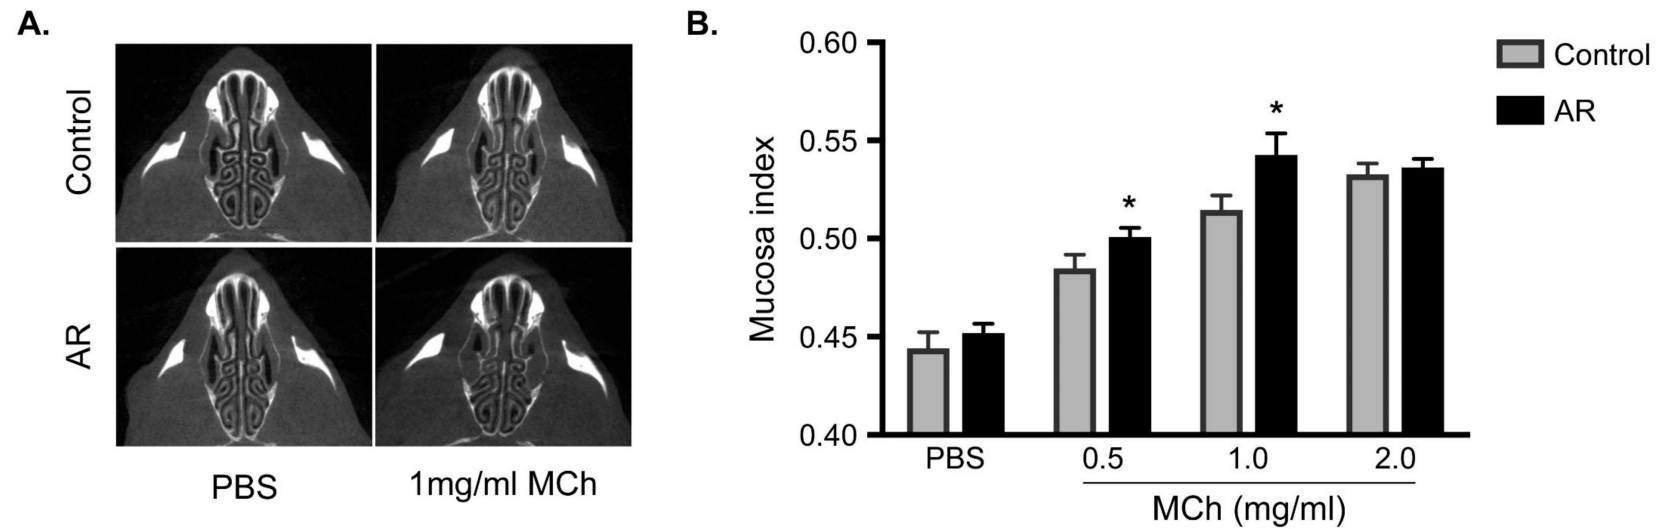 A.
Control
AR
PBS
1mg/ml MCh
B.
Mucosa index
0.60
0.55
0.50
0.45
0.40
*
*
PBS
0.5
1.0
2.0
MCh (mg/ml)
Control
AR